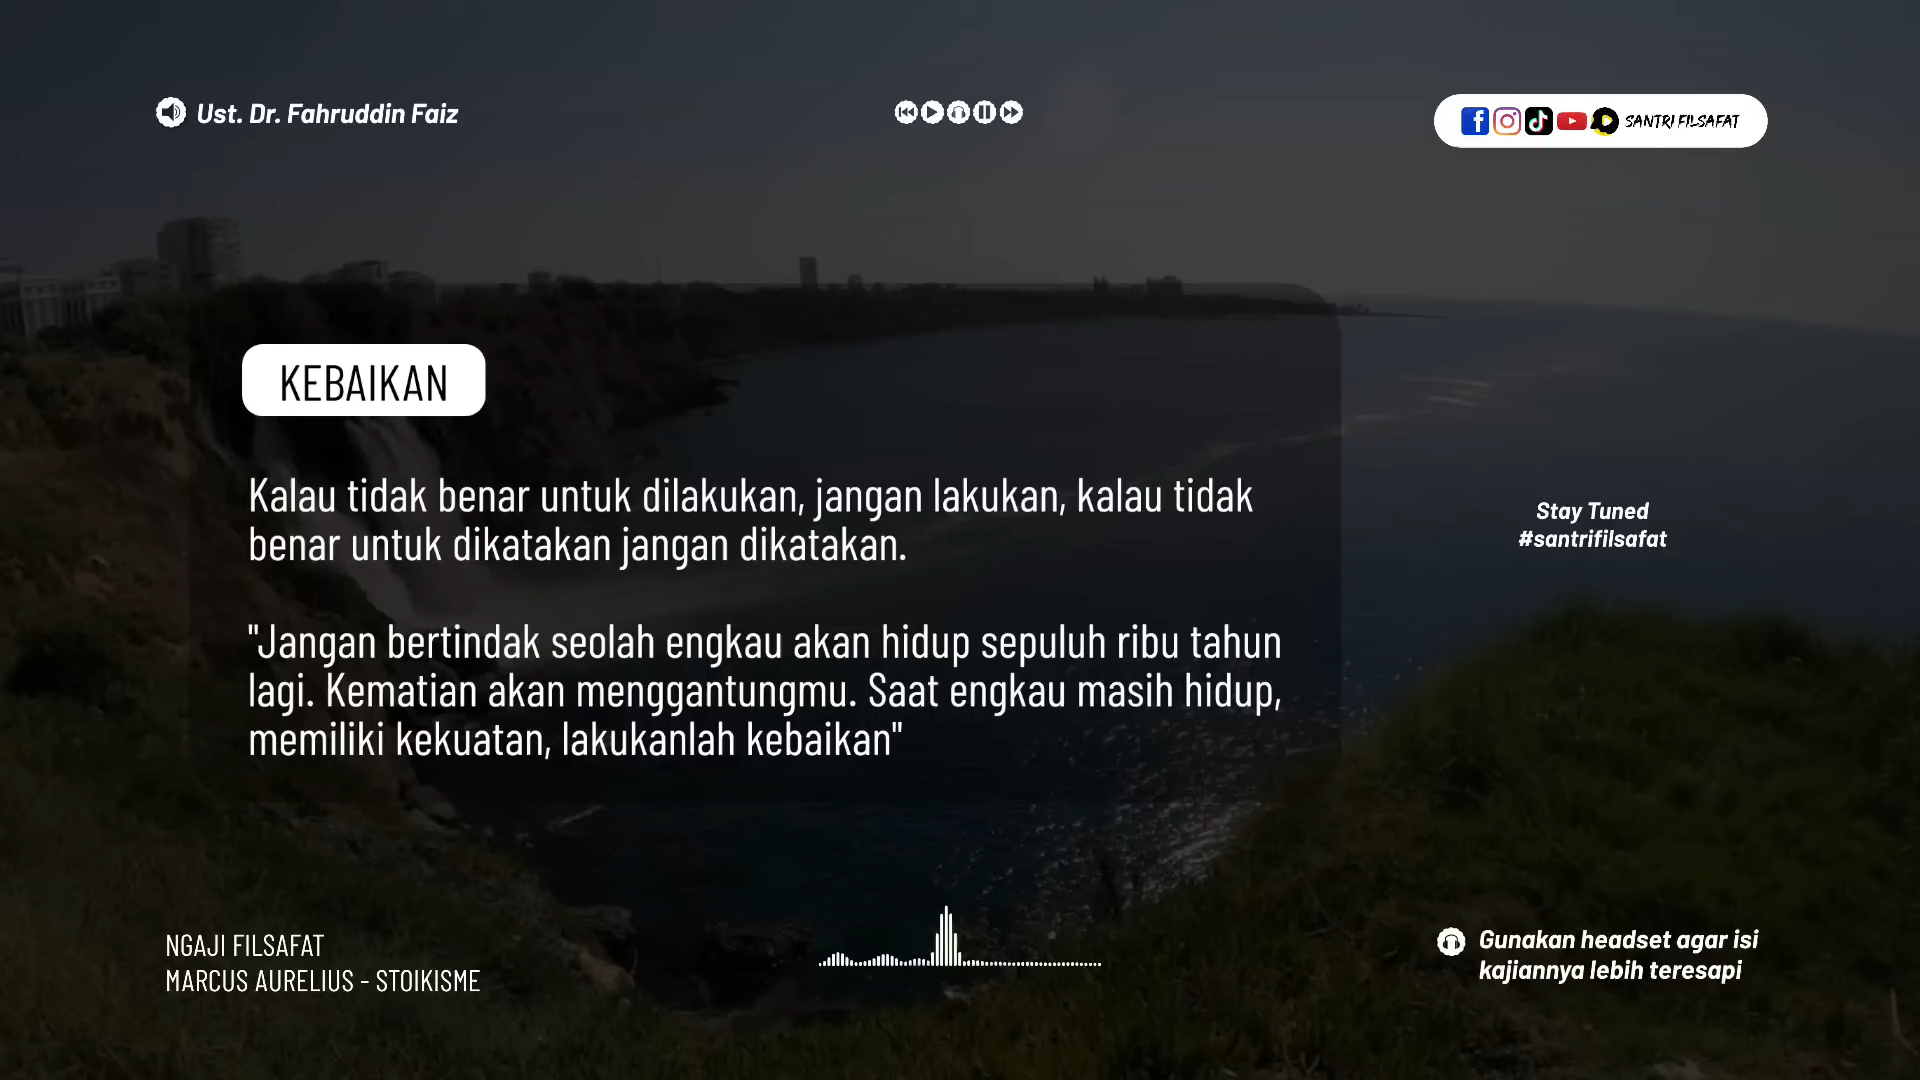 Ust. Dr. Fahruddin Faiz
SANTRI FILSAFAT
KEBAIKAN
Kalau tidak benar untuk dilakukan, jangan lakukan, kalau tidak
benar untuk dikatakan jangan dikatakan.
"Jangan bertindak seolah engkau akan hidup sepuluh ribu tahun
lagi. Kematian akan menggantungmu. Saat engkau masih hidup,
memiliki kekuatan, lakukanlah kebaikan"
Stay Tuned
#santrifilsafat
NGAJI FILSAFAT
MARCUS AURELIUS - STOIKISME
Gunakan headset agar isi
kajiannya lebih teresapi